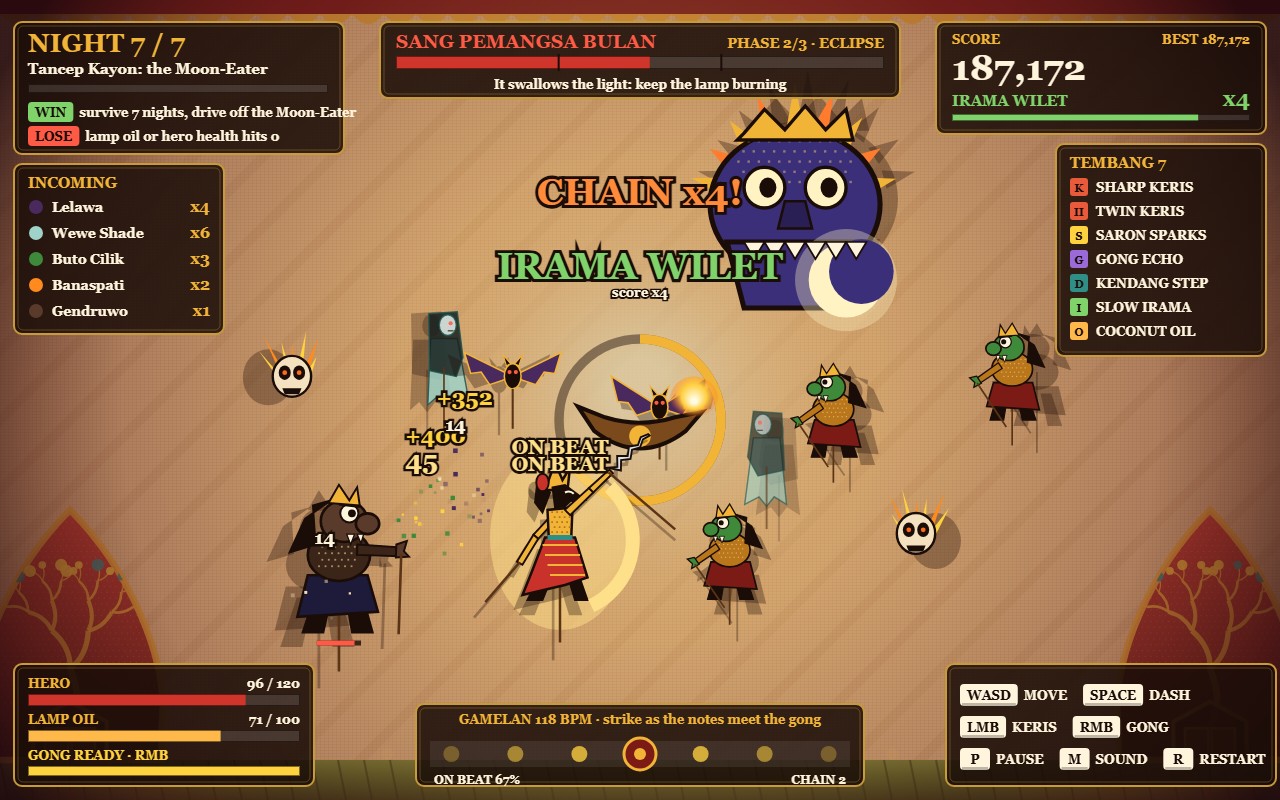 NIGHT 7 / 7
Tancep Kayon: the Moon-Eater
WIN survive 7 nights, drive off the Moon-Eater
LOSE lamp oil or hero health hits 0
SANG PEMANGSA BULAN PHASE 2/3 · ECLIPSE
It swallows the light: keep the lamp burning
SCORE BEST 187,172
187,172
IRAMA WILET x4
INCOMING
Lelawa x4
Wewe Shade x6
Buto Cilik x3
Banaspati x2
Gendruwo x1
TEMBANG 7
K SHARP KERIS
II TWIN KERIS
S SARON SPARKS
G GONG ECHO
D KENDANG STEP
I SLOW IRAMA
O COCONUT OIL
CHAIN x4!
IRAMA WILET
score x4
+352
14
+400
45
ON BEAT
ON BEAT
14
HERO 96 / 120
LAMP OIL 71 / 100
GONG READY · RMB
GAMELAN 118 BPM · strike as the notes meet the gong
ON BEAT 67% CHAIN 2
WASD MOVE SPACE DASH
LMB KERIS RMB GONG
P PAUSE M SOUND R RESTART